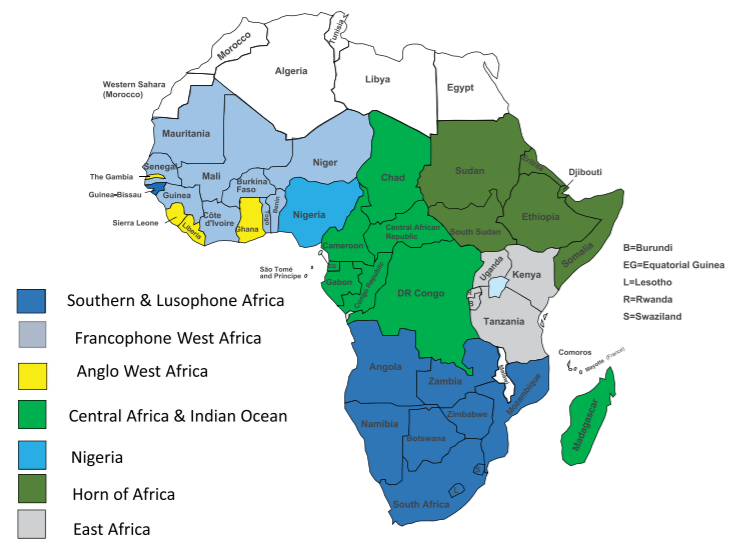 Morocco
Tunisia
Algeria
Libya
Egypt
Western Sahara
(Morocco)
Mauritania
Mali
Niger
Chad
Sudan
Eritrea
Djibouti
Senegal
The Gambia
Guinea-Bissau
Guinea
Sierra Leone
Liberia
Côte
d'Ivoire
Burkina
Faso
Ghana
Togo
Benin
Nigeria
Cameroon
Central African
Republic
South Sudan
Ethiopia
Somalia
EG
São Tomé
and Príncipe
Gabon
Congo Republic
DR Congo
Uganda
Kenya
R
B
Tanzania
B=Burundi
EG=Equatorial Guinea
L=Lesotho
R=Rwanda
S=Swaziland
Comoros
Mayotte (France)
Angola
Zambia
Malawi
Mozambique
Zimbabwe
Namibia
Botswana
Madagascar
S
L
South Africa
Southern & Lusophone Africa
Francophone West Africa
Anglo West Africa
Central Africa & Indian Ocean
Nigeria
Horn of Africa
East Africa